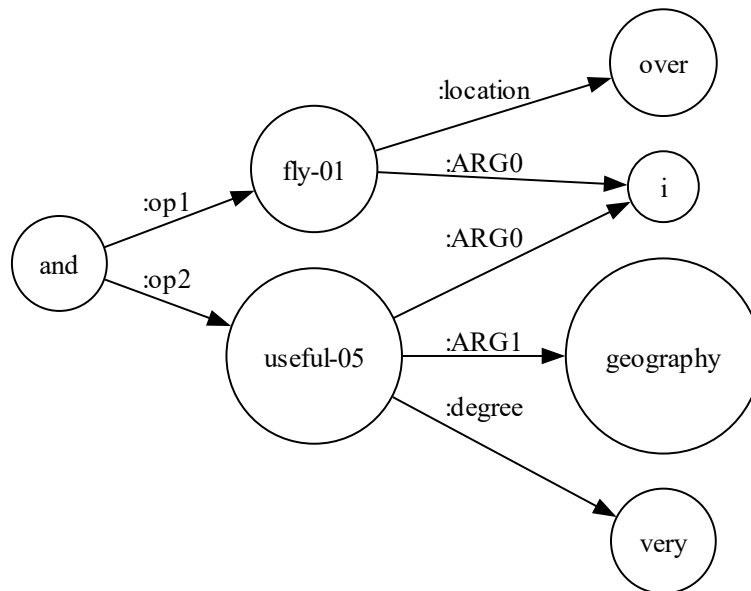 over
:location
fly-01
:ARG0
i
:op1
:ARG0
and
:op2
useful-05
:ARG1
geography
:degree
very